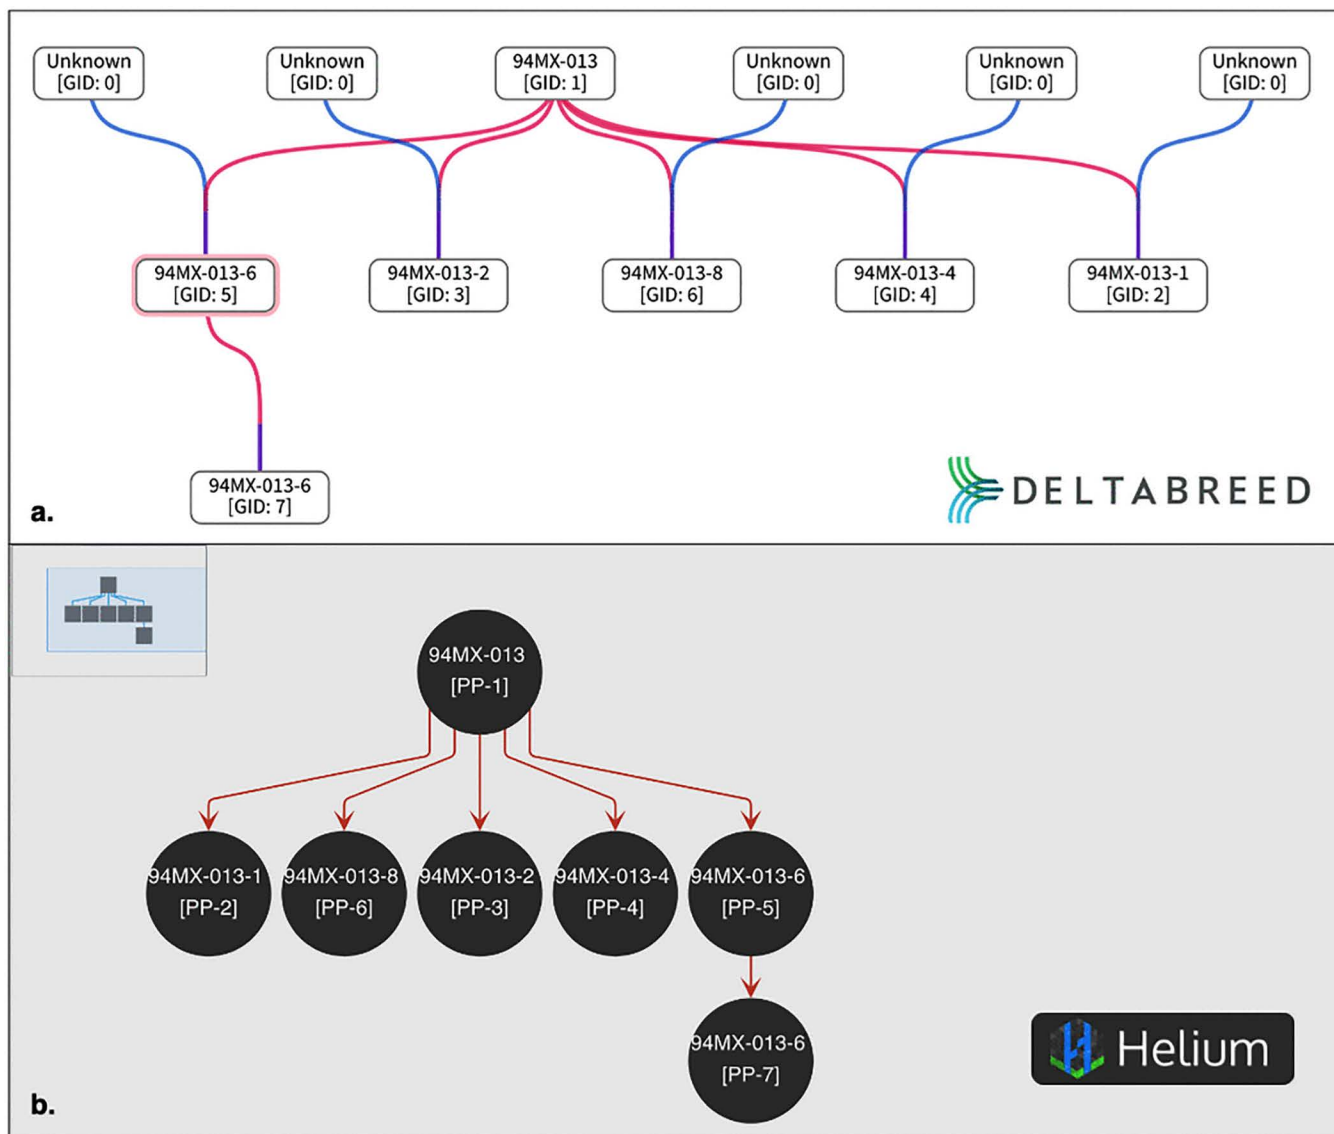 Unknown
[GID: 0]
Unknown
[GID: 0]
94MX-013
[GID: 1]
Unknown
[GID: 0]
Unknown
[GID: 0]
Unknown
[GID: 0]
94MX-013-6
[GID: 5]
94MX-013-2
[GID: 3]
94MX-013-8
[GID: 6]
94MX-013-4
[GID: 4]
94MX-013-1
[GID: 2]
94MX-013-6
[GID: 7]
DELTABREED
a.
94MX-013
[PP-1]
94MX-013-1
[PP-2]
94MX-013-8
[PP-6]
94MX-013-2
[PP-3]
94MX-013-4
[PP-4]
94MX-013-6
[PP-5]
94MX-013-6
[PP-7]
Helium
b.